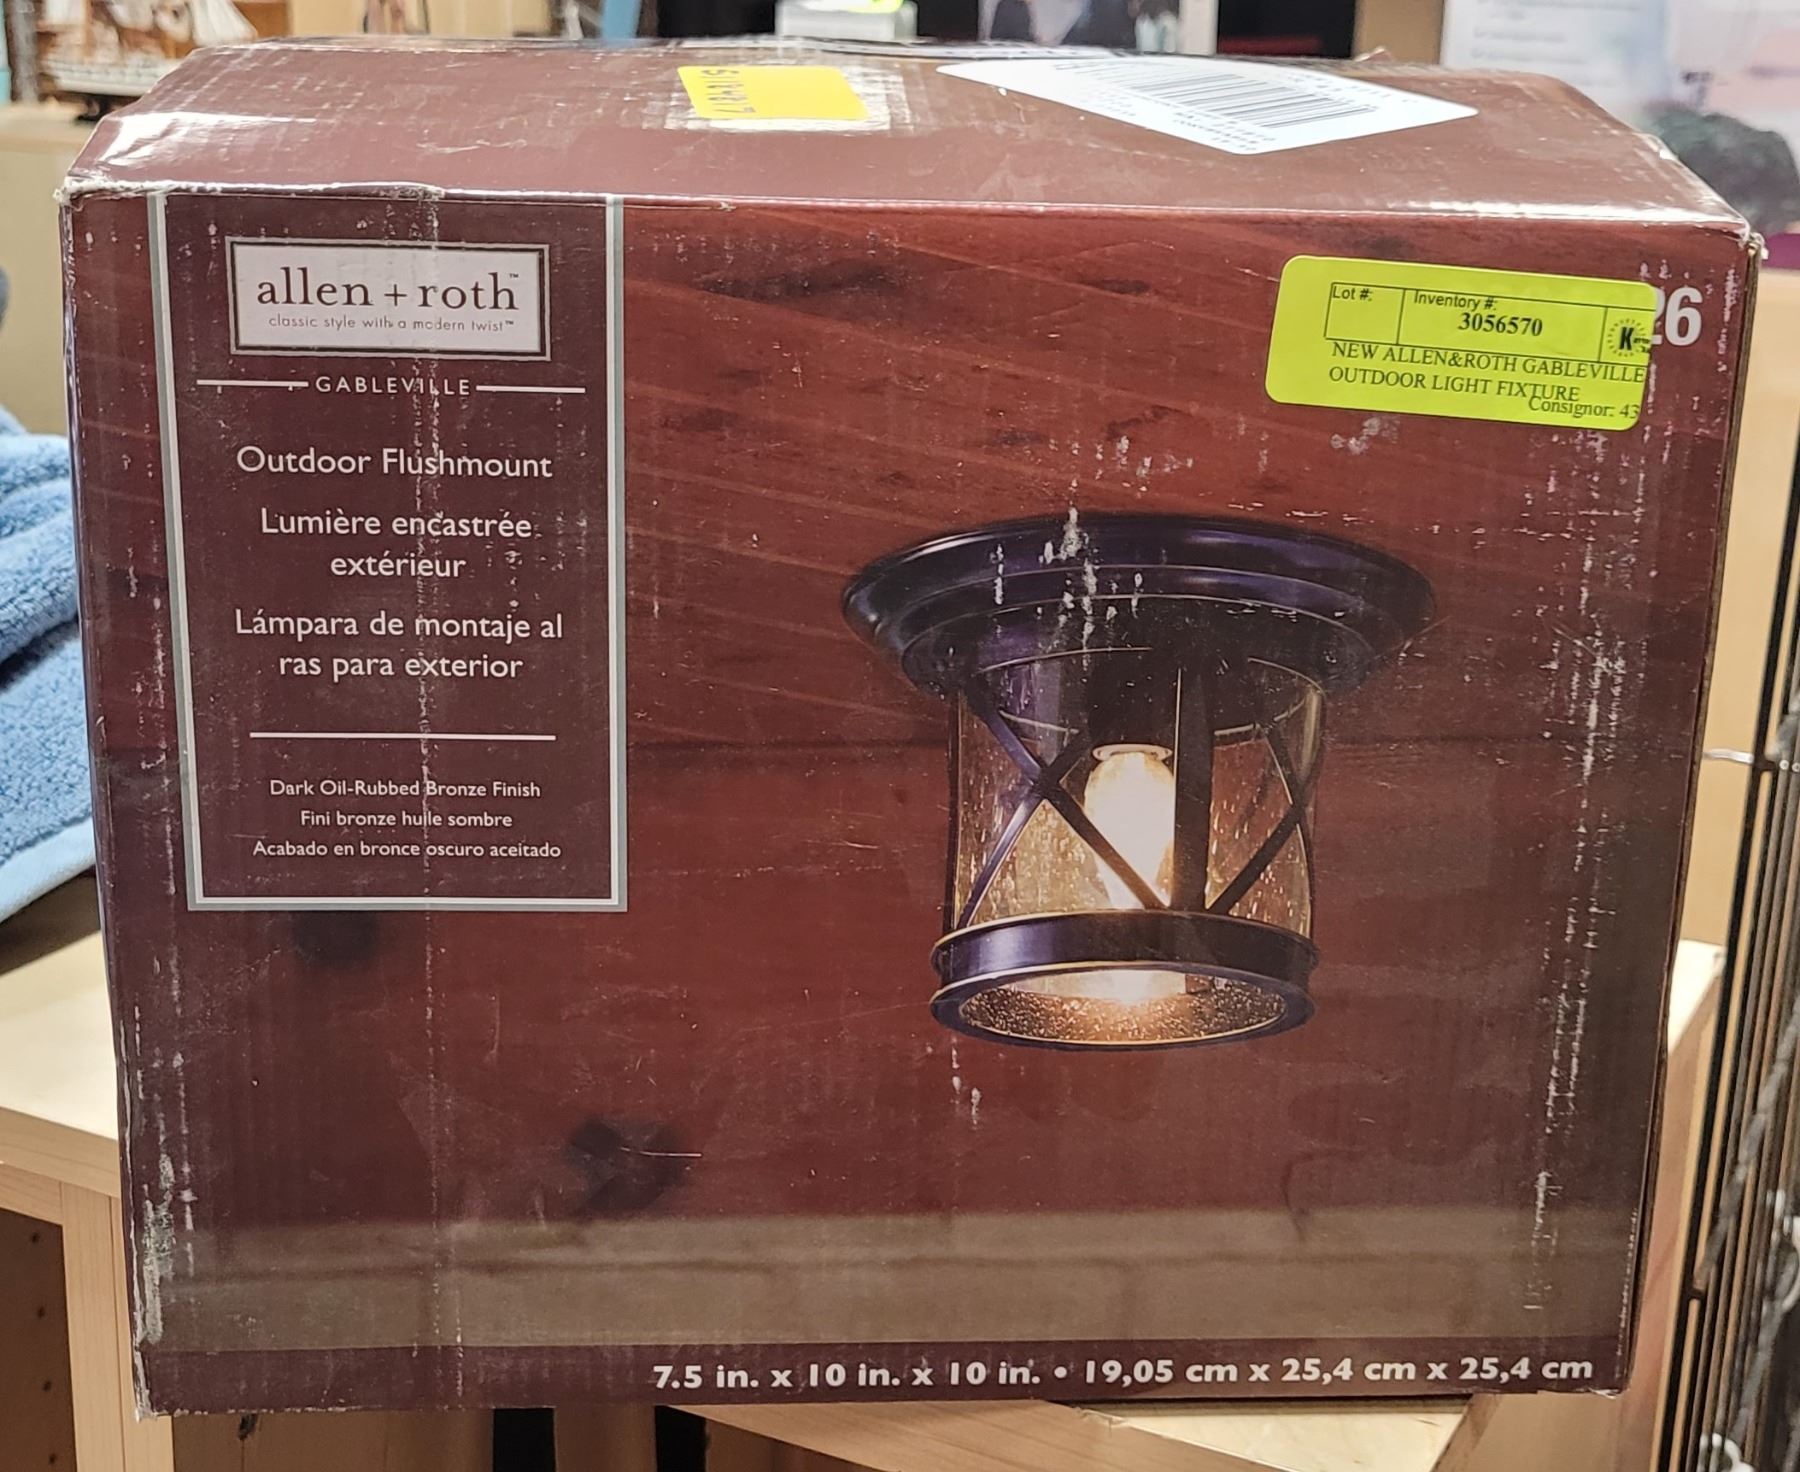 allen + roth™
classic style with a modern twist™
GABLEVILLE
Outdoor Flushmount
Lumière encastrée
extérieur
Lámpara de montaje al
ras para exterior
Dark Oil-Rubbed Bronze Finish
Fini bronze huile sombre
Acabado en bronce oscuro aceitado
Lot #:
Inventory #:
3056570
K
NEW ALLEN&ROTH GABLEVILLE
OUTDOOR LIGHT FIXTURE
Consignor: 43
26
7.5 in. x 10 in. x 10 in. • 19,05 cm x 25,4 cm x 25,4 cm